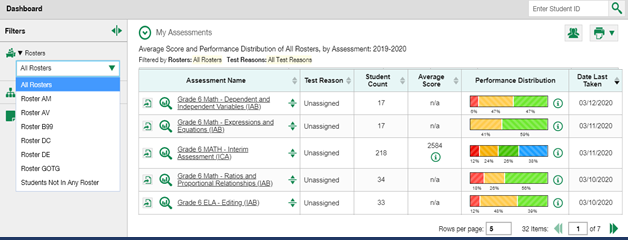 Dashboard
Enter Student ID
Filters
My Assessments
Rosters
All Rosters
All Rosters
Roster AM
Roster AV
Roster B99
Roster DC
Roster DE
Roster GOTG
Students Not In Any Roster
Average Score and Performance Distribution of All Rosters, by Assessment: 2019-2020
Filtered by Rosters: All Rosters Test Reasons: All Test Reasons
Assessment Name Test Reason Student Count Average Score Performance Distribution Date Last Taken
Grade 6 Math - Dependent and Independent Variables (IAB) Unassigned 17 n/a 6% 47% 47% 03/12/2020
Grade 6 Math - Expressions and Equations (IAB) Unassigned 17 n/a 41% 59% 03/11/2020
Grade 6 MATH - Interim Assessment (ICA) Unassigned 218 2584 12% 24% 26% 38% 03/11/2020
Grade 6 Math - Ratios and Proportional Relationships (IAB) Unassigned 34 n/a 03/10/2020
Grade 6 ELA - Editing (IAB) Unassigned 33 n/a 12% 03/10/2020
Rows per page: 5 32 Items: 1 of 7